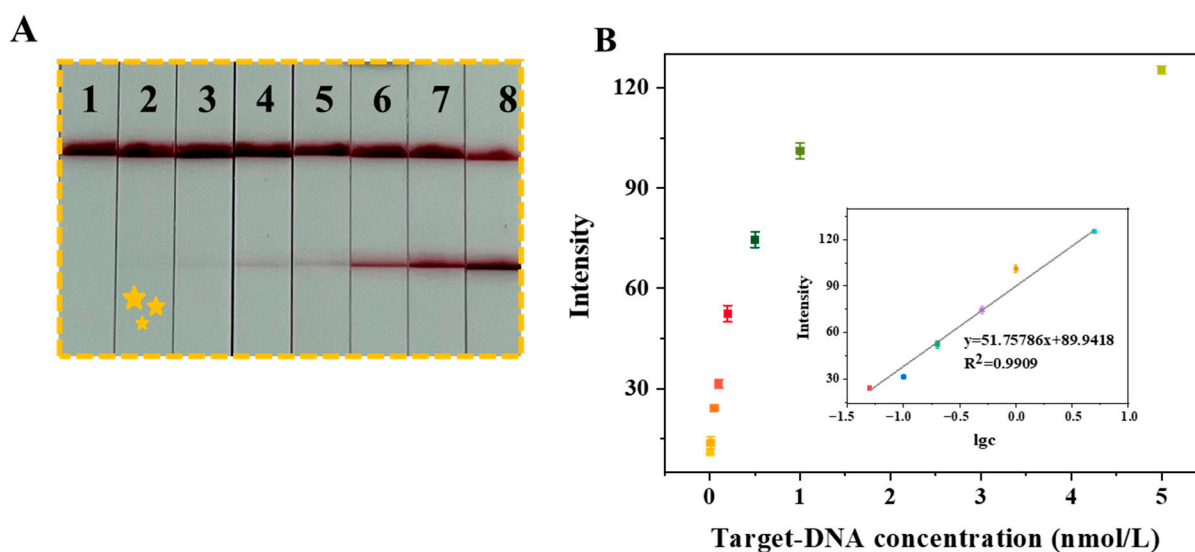 A
1 2 3 4 5 6 7 8
B
Intensity
120
90
60
30
0 1 2 3 4 5
Target-DNA concentration (nmol/L)
Intensity
120
90
60
30
y=51.75786x+89.9418
R²=0.9909
−1.5 −1.0 −0.5 0.0 0.5 1.0
lgc